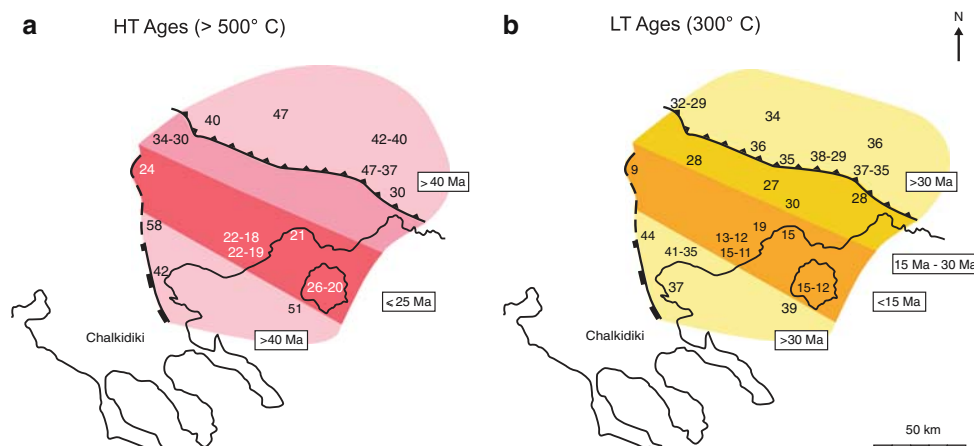 a HT Ages (> 500° C)
40
47
34-30
42-40
24
47-37
30
>40 Ma
58
22-18
21
22-19
42
26-20
51
⩽25 Ma
Chalkidiki
>40 Ma
b LT Ages (300° C)
N
32-29
34
36
36
28
35
38-29
37-35
9
27
28
>30 Ma
30
44
13-12
19
15
41-35
15-11
15 Ma - 30 Ma
37
15-12
39
<15 Ma
Chalkidiki
>30 Ma
50 km